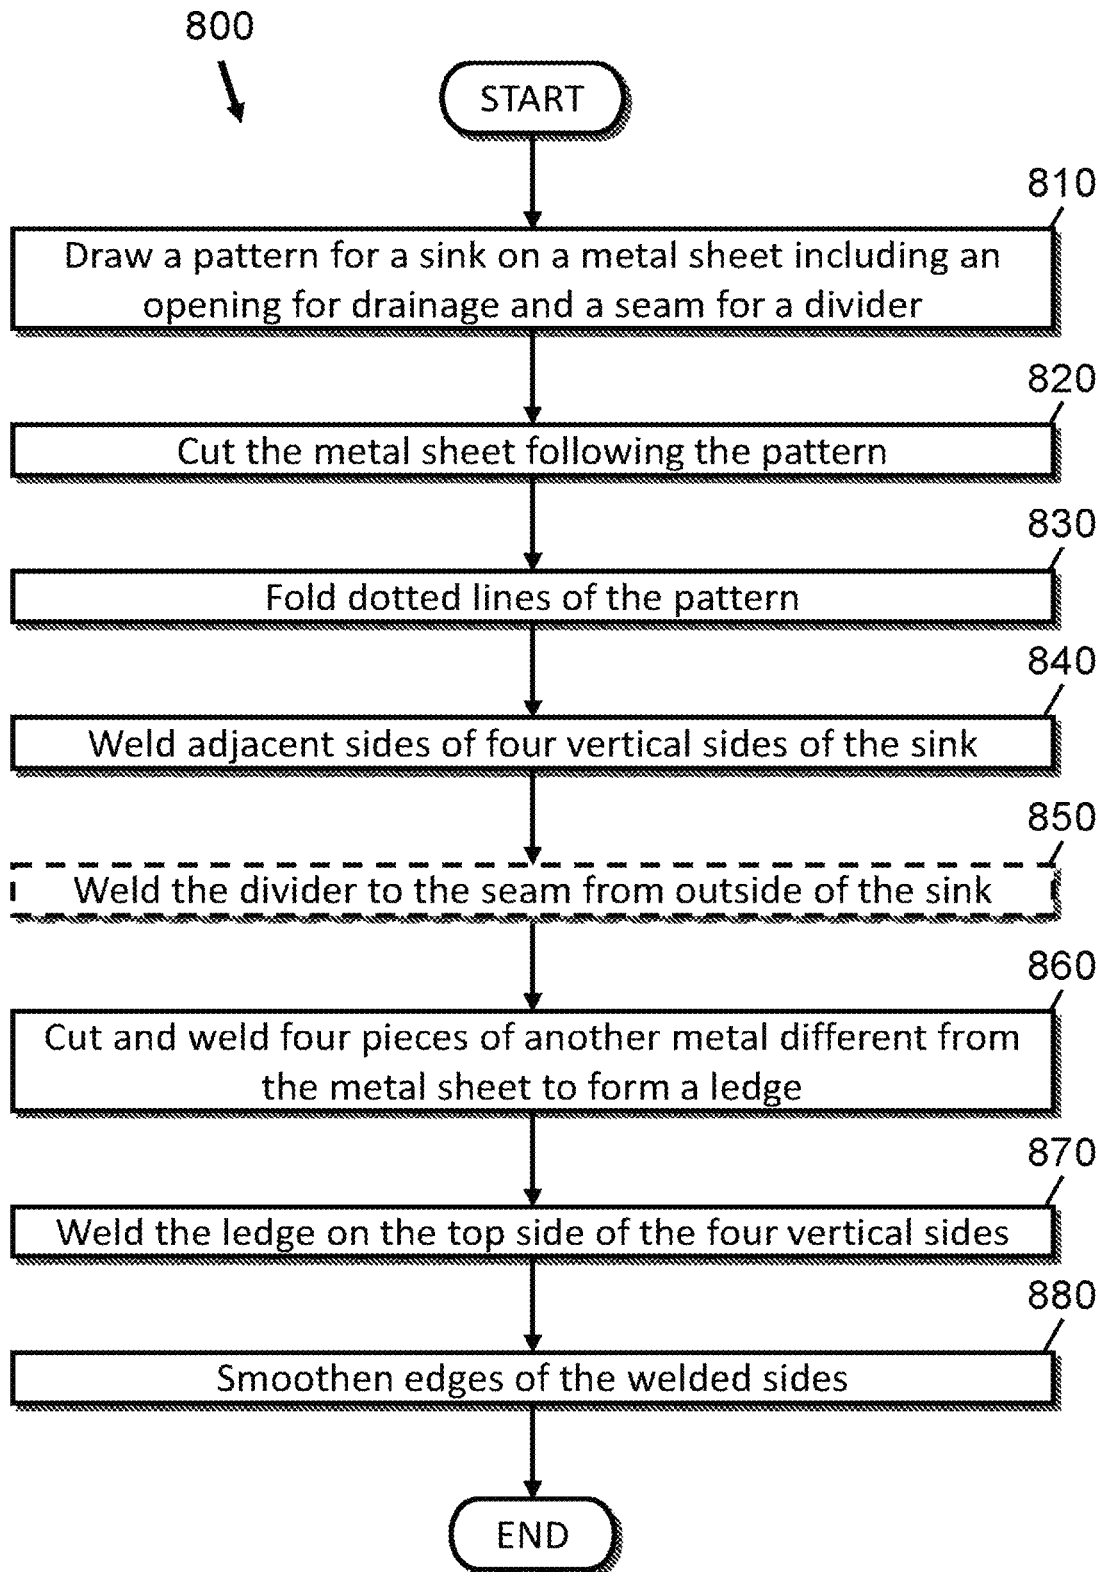 800
START
810
Draw a pattern for a sink on a metal sheet including an
opening for drainage and a seam for a divider
820
Cut the metal sheet following the pattern
830
Fold dotted lines of the pattern
840
Weld adjacent sides of four vertical sides of the sink
850
Weld the divider to the seam from outside of the sink
860
Cut and weld four pieces of another metal different from
the metal sheet to form a ledge
870
Weld the ledge on the top side of the four vertical sides
880
Smoothen edges of the welded sides
END